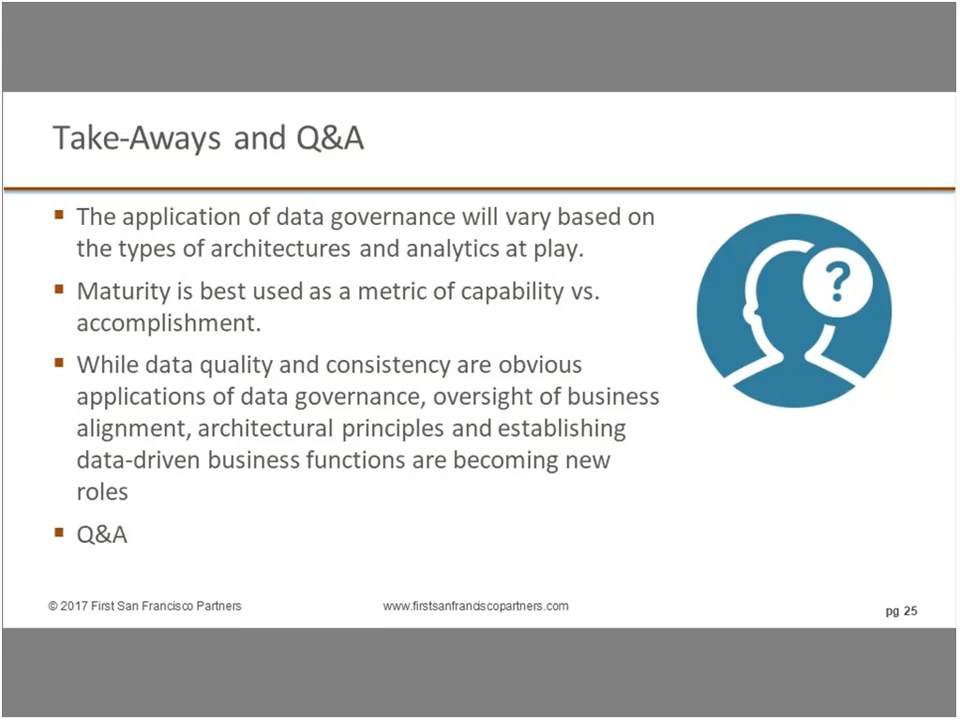 Take-Aways and Q&A
The application of data governance will vary based on
the types of architectures and analytics at play.
Maturity is best used as a metric of capability vs.
accomplishment.
While data quality and consistency are obvious
applications of data governance, oversight of business
alignment, architectural principles and establishing
data-driven business functions are becoming new
roles
Q&A
?
© 2017 First San Francisco Partners
www.firstsanfranciscopartners.com
pg 25